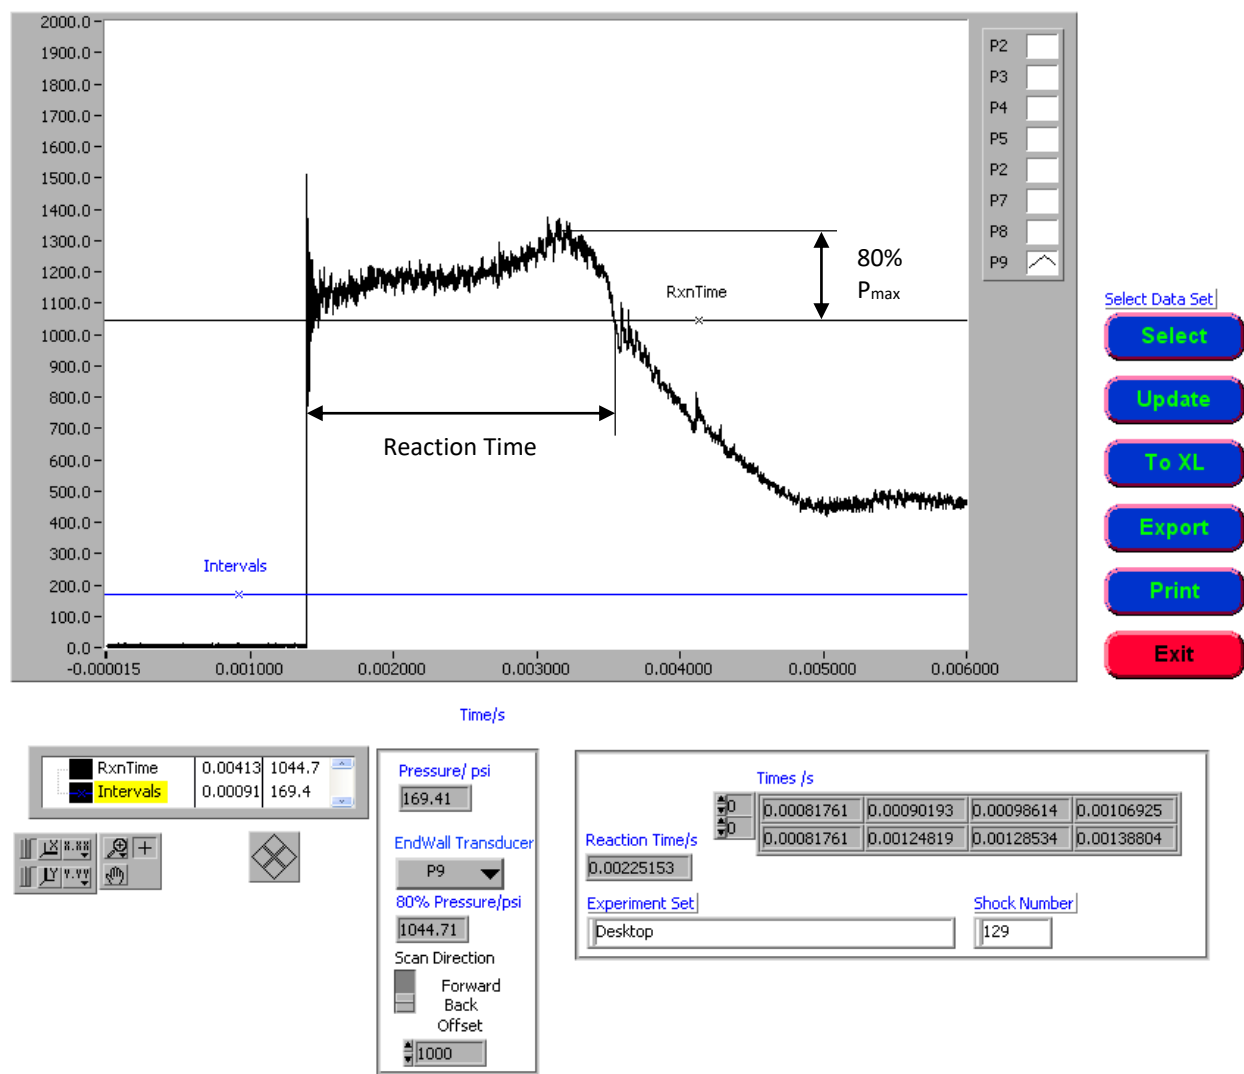 2000.0
1900.0
1800.0
1700.0
1600.0
1500.0
1400.0
1300.0
1200.0
1100.0
1000.0
900.0
800.0
700.0
600.0
500.0
400.0
300.0
200.0
100.0
0.0
-0.000015 0.001000 0.002000 0.003000 0.004000 0.005000 0.006000
Time/s
80%
Pmax
RxnTime
Reaction Time
Intervals
P2
P3
P4
P5
P2
P7
P8
P9
Select Data Set
Select
Update
To XL
Export
Print
Exit
RxnTime 0.00413 1044.7
Intervals 0.00091 169.4
X 8.88
Y Y.YY
Pressure/ psi
169.41
EndWall Transducer
P9
80% Pressure/psi
1044.71
Scan Direction
Forward
Back
Offset
1000
Times /s
0 0.00081761 0.00090193 0.00098614 0.00106925
0 0.00081761 0.00124819 0.00128534 0.00138804
Reaction Time/s
0.00225153
Experiment Set
Desktop
Shock Number
129